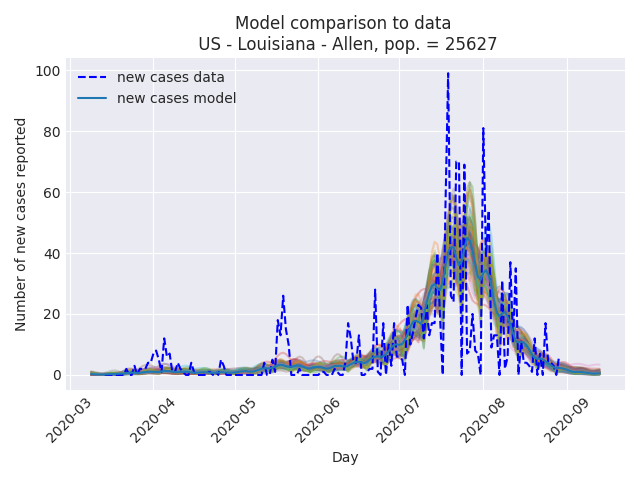 Model comparison to data
US - Louisiana - Allen, pop. = 25627
new cases data
new cases model
Number of new cases reported
100
80
60
40
20
0
2020-03
2020-04
2020-05
2020-06
2020-07
2020-08
2020-09
Day